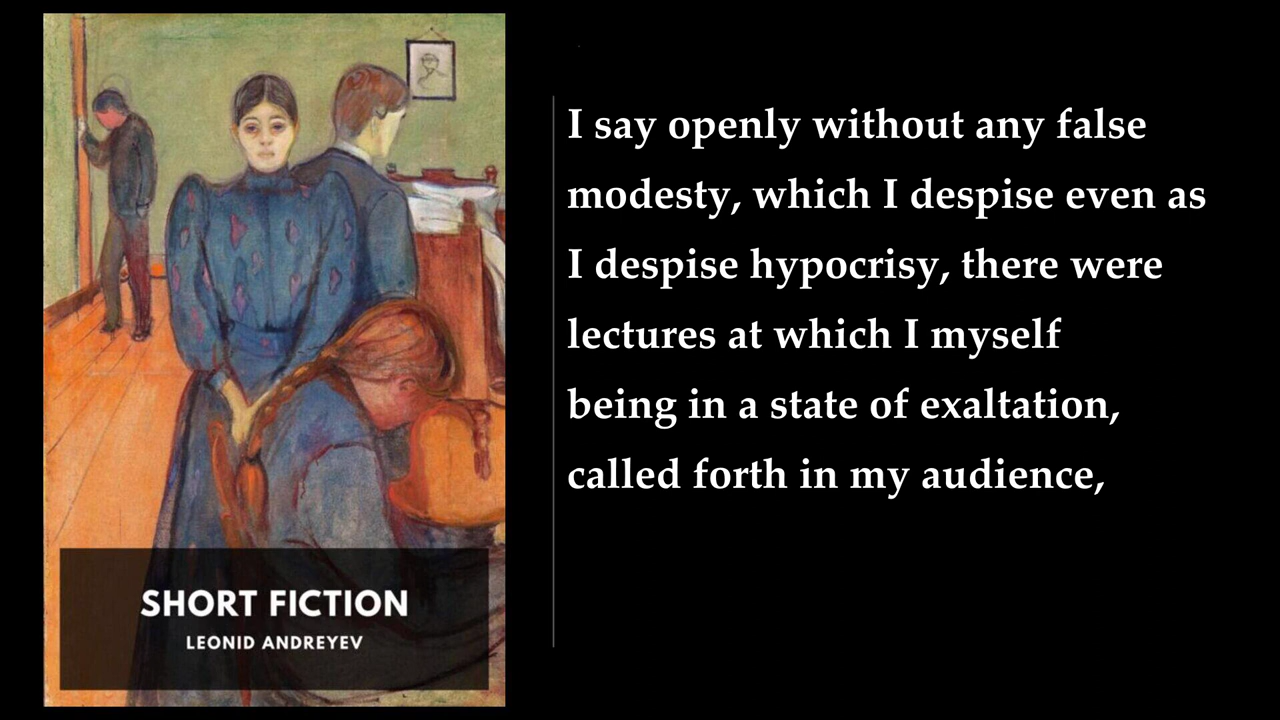 I say openly without any false
modesty, which I despise even as
I despise hypocrisy, there were
lectures at which I myself
being in a state of exaltation,
called forth in my audience,
SHORT FICTION
LEONID ANDREYEV